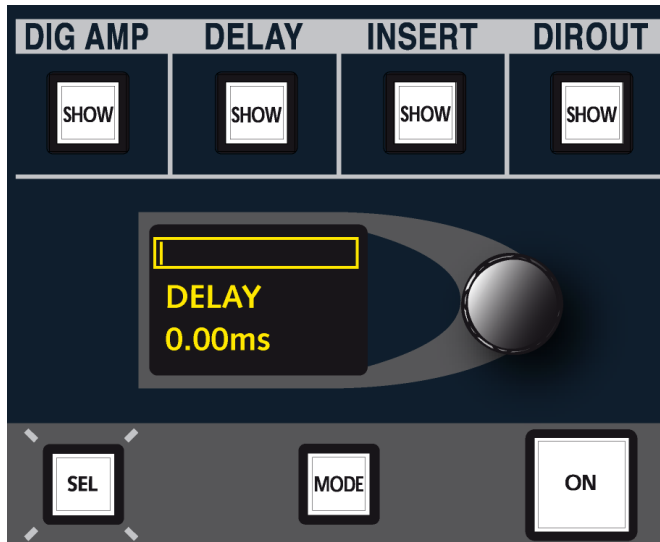 DIG AMP DELAY INSERT DIROUT
SHOW SHOW SHOW SHOW
DELAY
0.00ms
SEL MODE ON